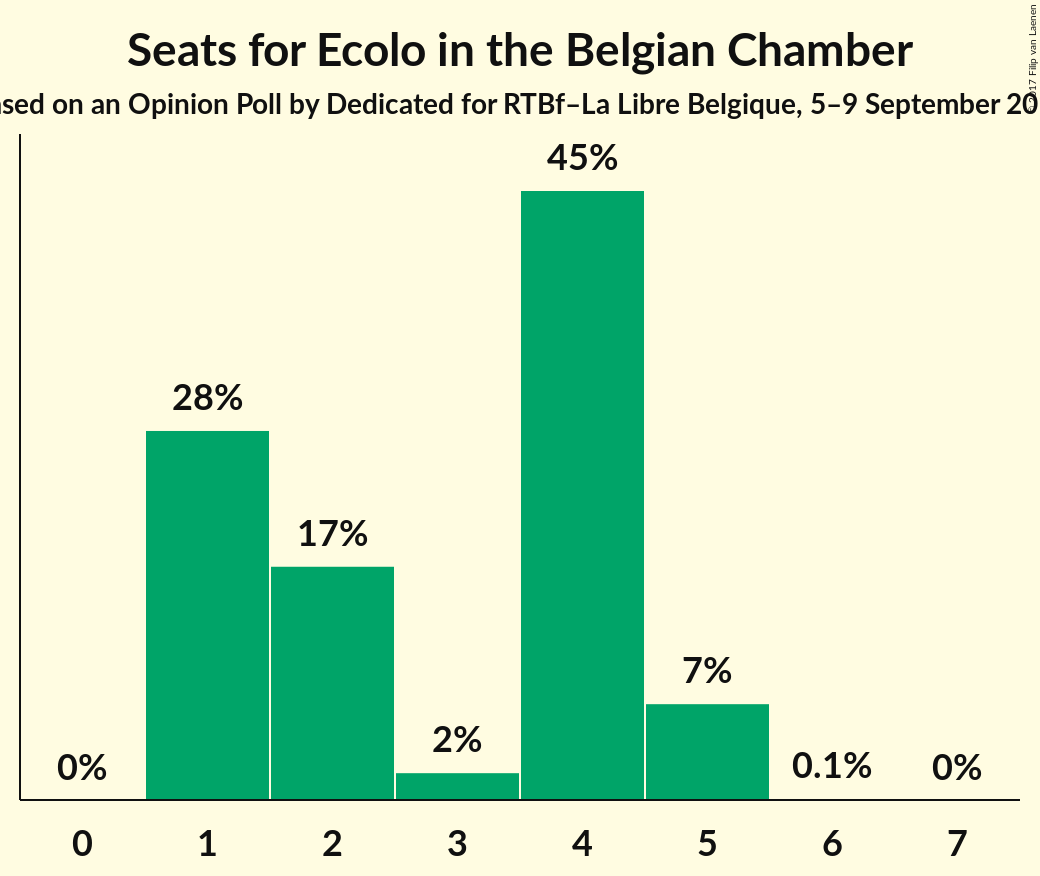 Seats for Ecolo in the Belgian Chamber
on an Opinion Poll by Dedicated for RTBf–La Libre Belgique, 5–9 September
© 2017 Filip van Laenen
45%
28%
17%
7%
2%
0%
0.1%
0%
0 1 2 3 4 5 6 7